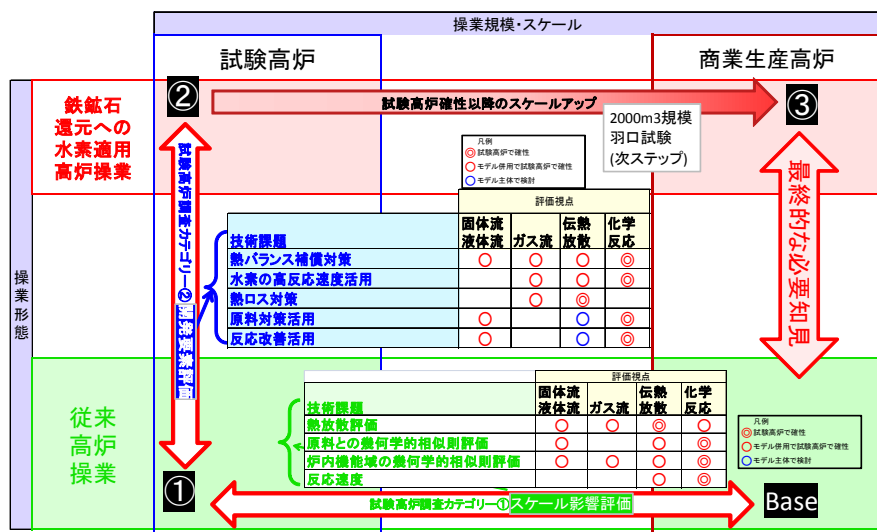 操業規模・スケール
試験高炉
商業生産高炉
操業形態
鉄鉱石
還元への
水素適用
高炉操業
②
試験高炉確性以降のスケールアップ
③
2000m3規模
羽口試験
(次ステップ)
凡例
◎試験高炉で確性
〇モデル併用で試験高炉で確性
〇モデル主体で検討
試験高炉調査カテゴリー②開発要素評価
最終的な必要知見
評価視点
技術課題 固体流 液体流 ガス流 伝熱 放散 化学 反応
熱バランス補償対策 〇 〇 〇 ◎
水素の高反応速度活用 〇 〇 ◎
熱ロス対策 〇 ◎
原料対策活用 〇 〇 ◎
反応改善活用 〇 〇 ◎
従来
高炉
操業
評価視点
技術課題 固体流 液体流 ガス流 伝熱 放散 化学 反応
熱放散評価 〇 〇 ◎ 〇
原料との幾何学的相似則評価 〇 〇 ◎
炉内機能域の幾何学的相似則評価 〇 〇 〇 ◎
反応速度 〇 ◎
凡例
◎試験高炉で確性
〇モデル併用で試験高炉で確性
〇モデル主体で検討
①
試験高炉調査カテゴリー①スケール影響評価
Base